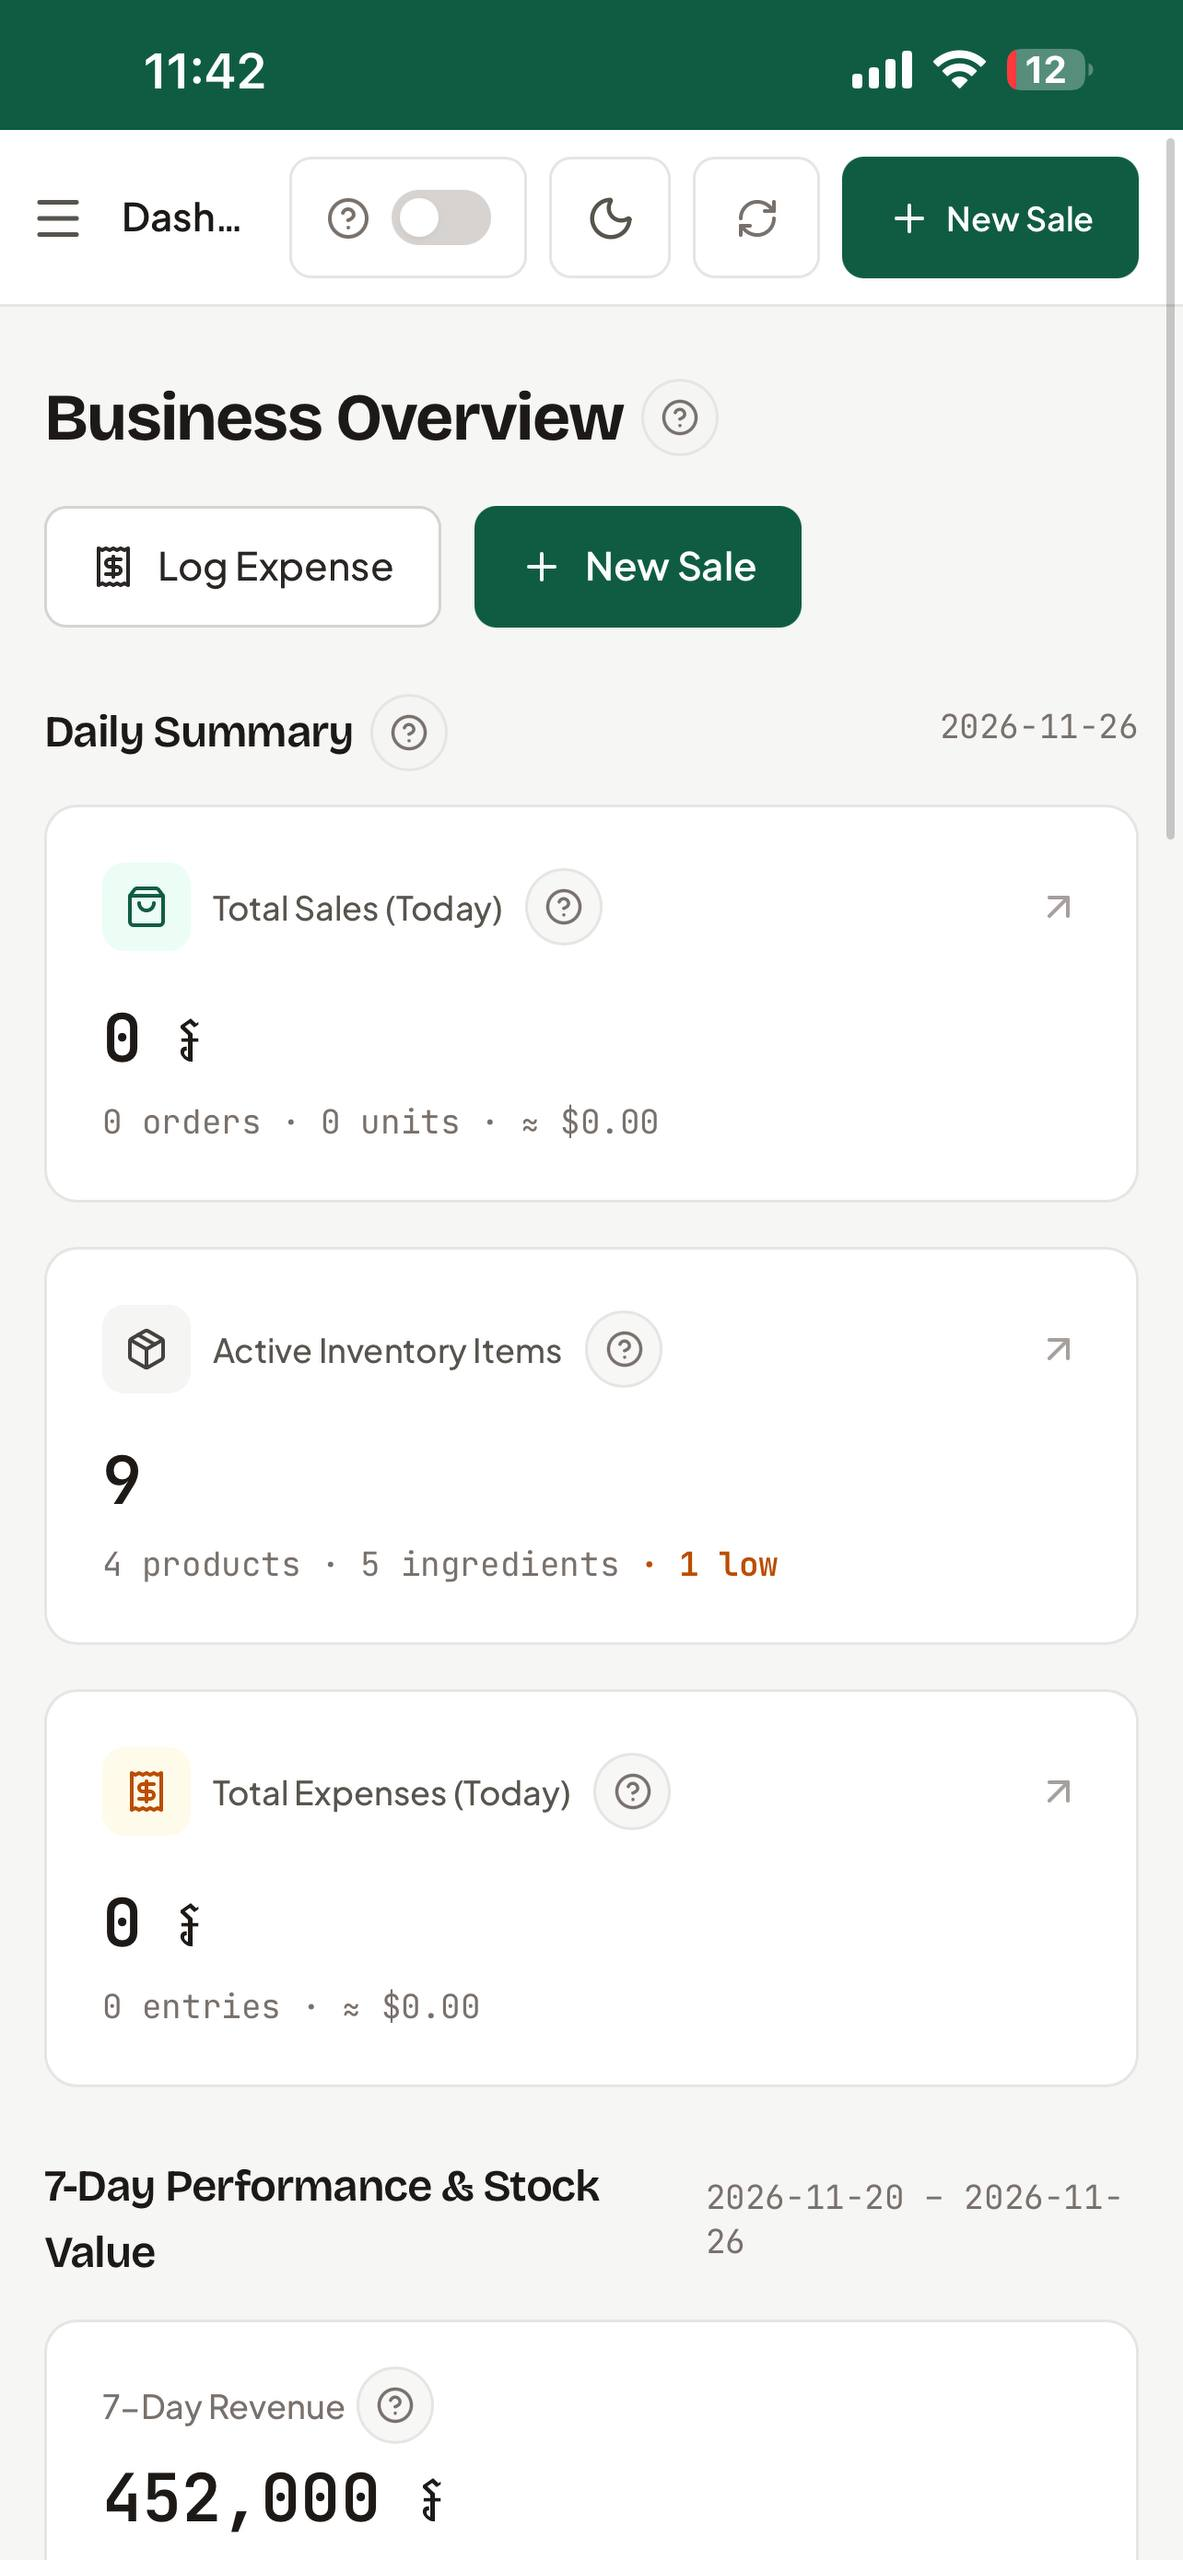 11:42
12
Dash...
New Sale
Business Overview
Log Expense
New Sale
Daily Summary
2026-11-26
Total Sales (Today)
0 ៛
0 orders · 0 units · ≈ $0.00
Active Inventory Items
9
4 products · 5 ingredients · 1 low
Total Expenses (Today)
0 ៛
0 entries · ≈ $0.00
7-Day Performance & Stock
Value
2026-11-20 – 2026-11-
26
7–Day Revenue
452,000 ៛